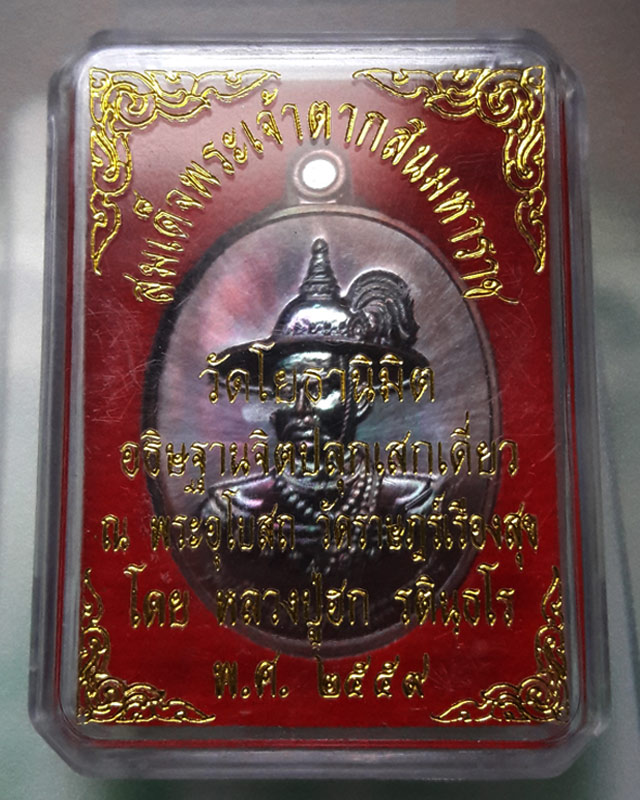 สมเด็จพระเจ้าตากสินมหาราช
วัดโยธานิมิต
อธิษฐานจิตปลุกเสกเดี่ยว
ณ พระอุโบสถ วัดราษฎร์เรืองสุข
โดย หลวงปู่ฮก รตินฺธโร
พ.ศ. ๒๕๕๙